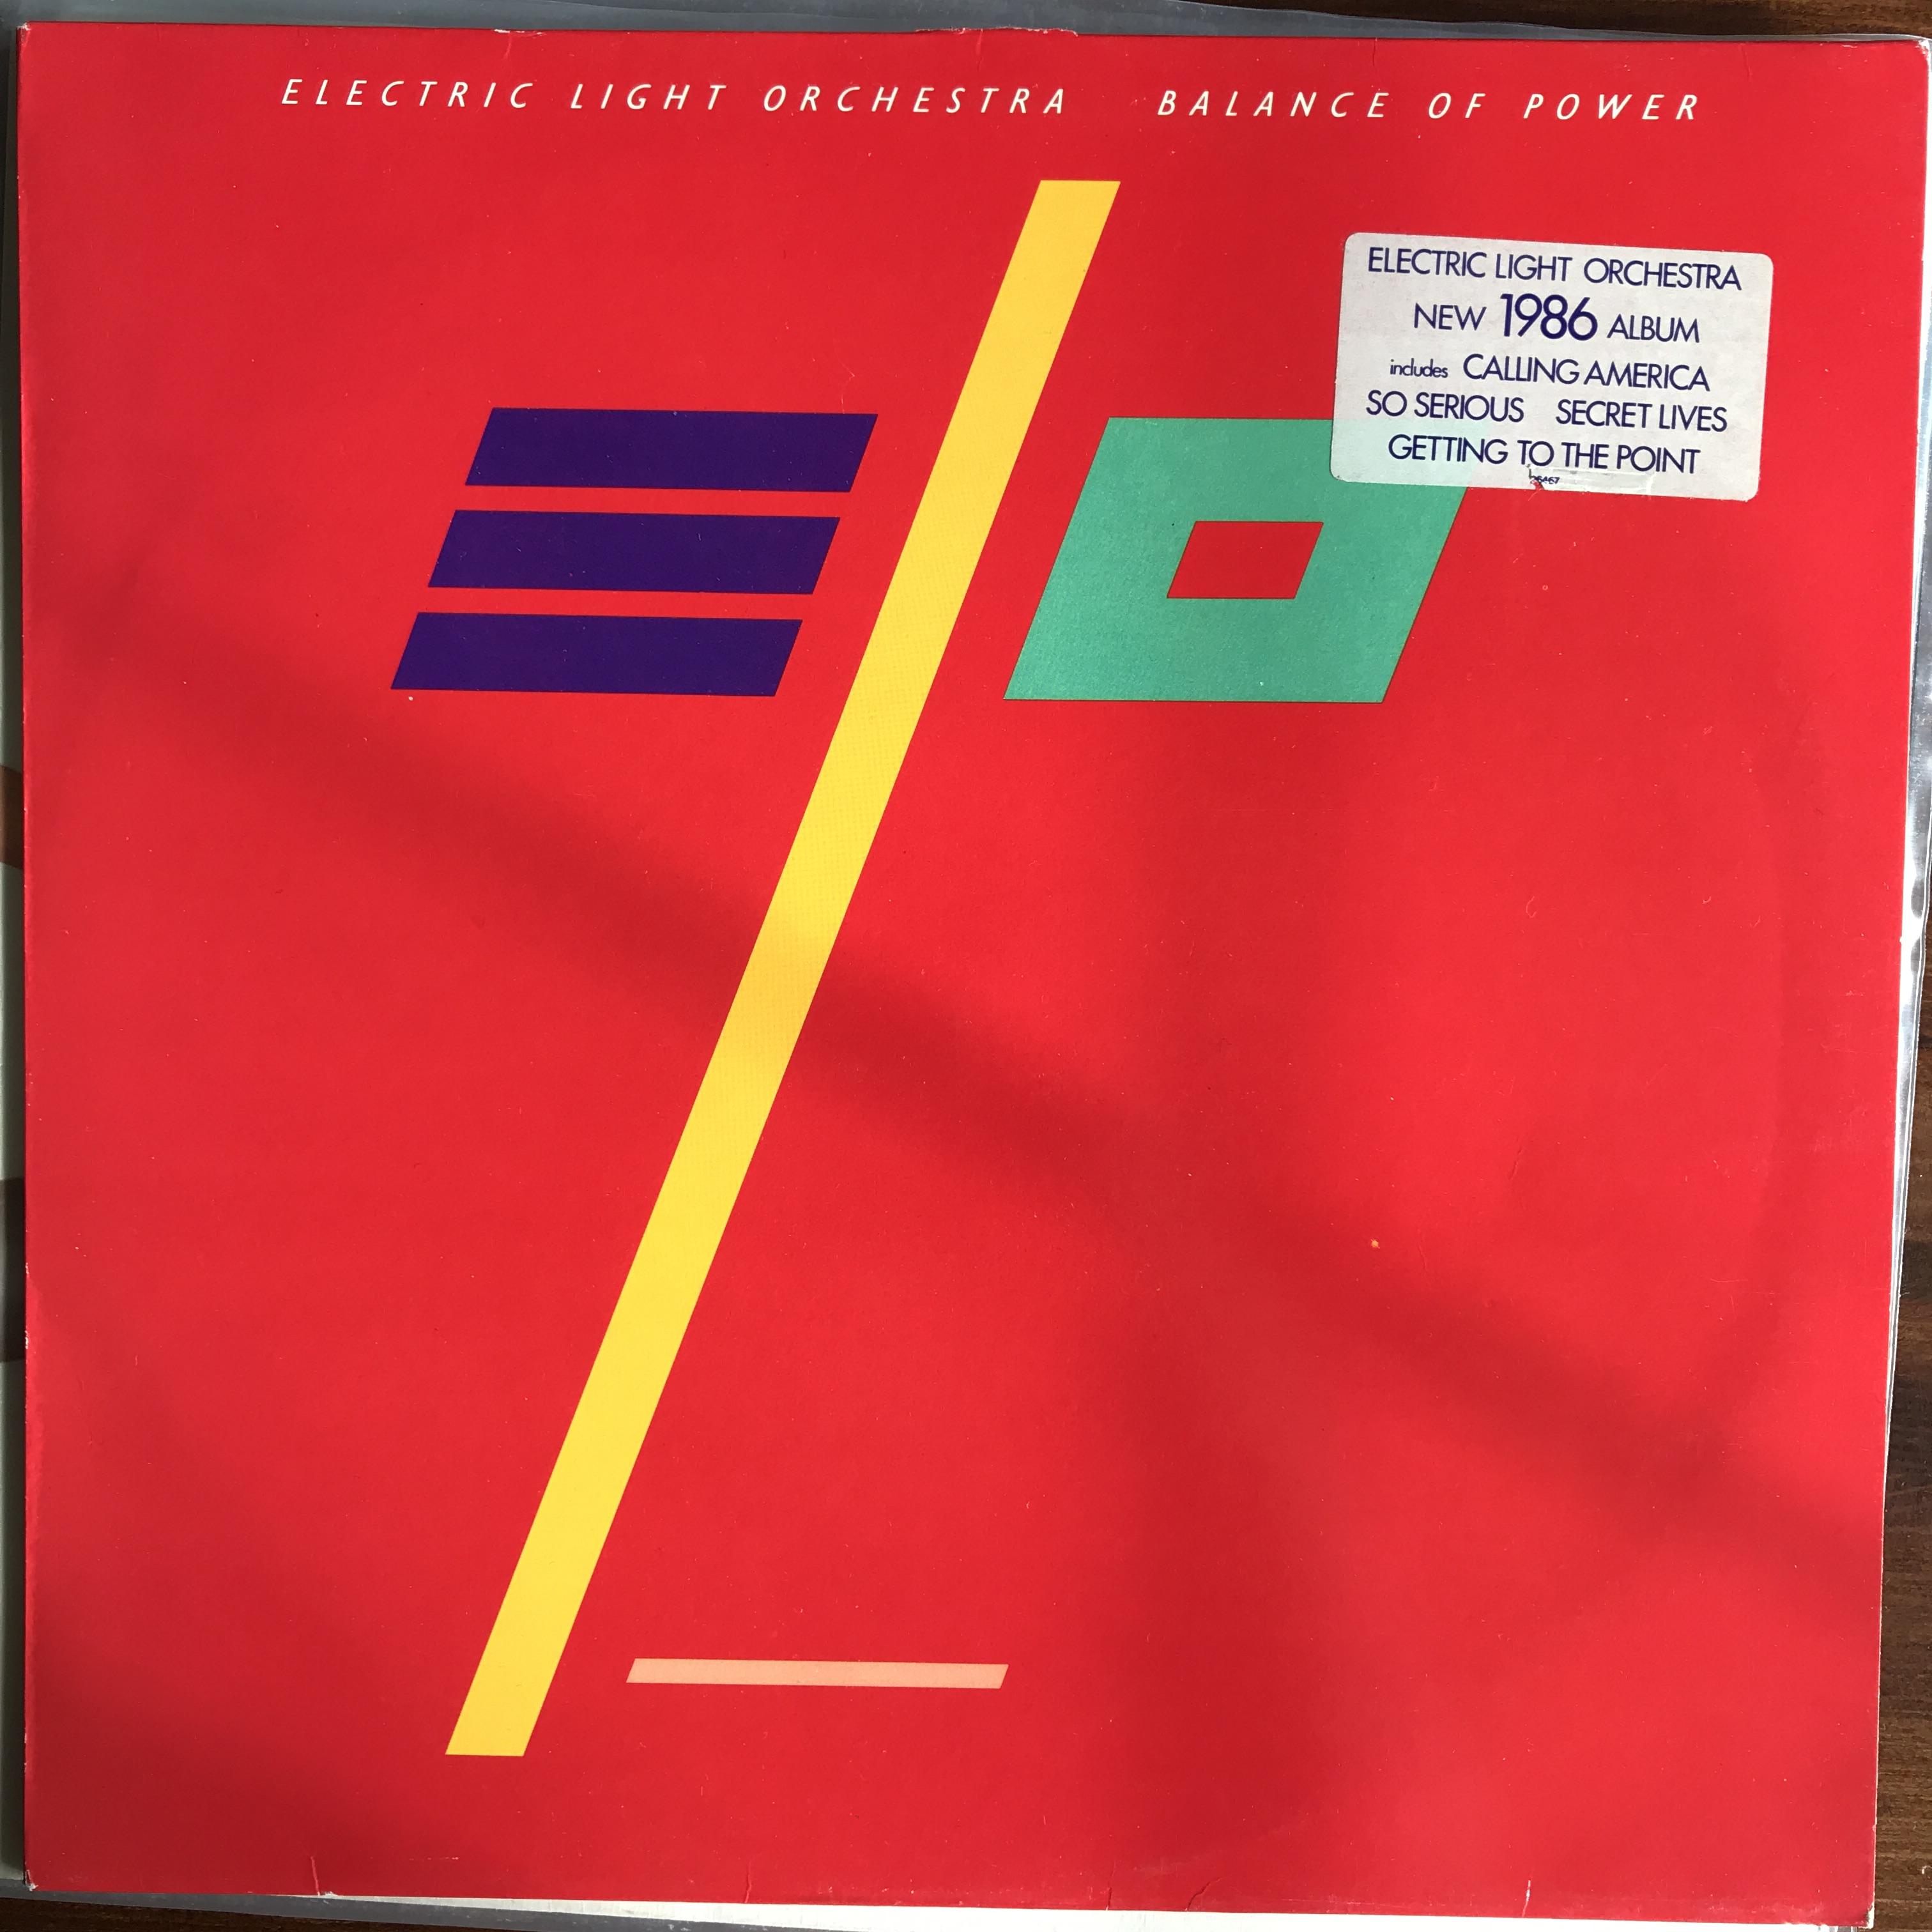 ELECTRIC LIGHT ORCHESTRA BALANCE OF POWER
ELECTRIC LIGHT ORCHESTRA
NEW 1986 ALBUM
includes CALLING AMERICA
SO SERIOUS SECRET LIVES
GETTING TO THE POINT